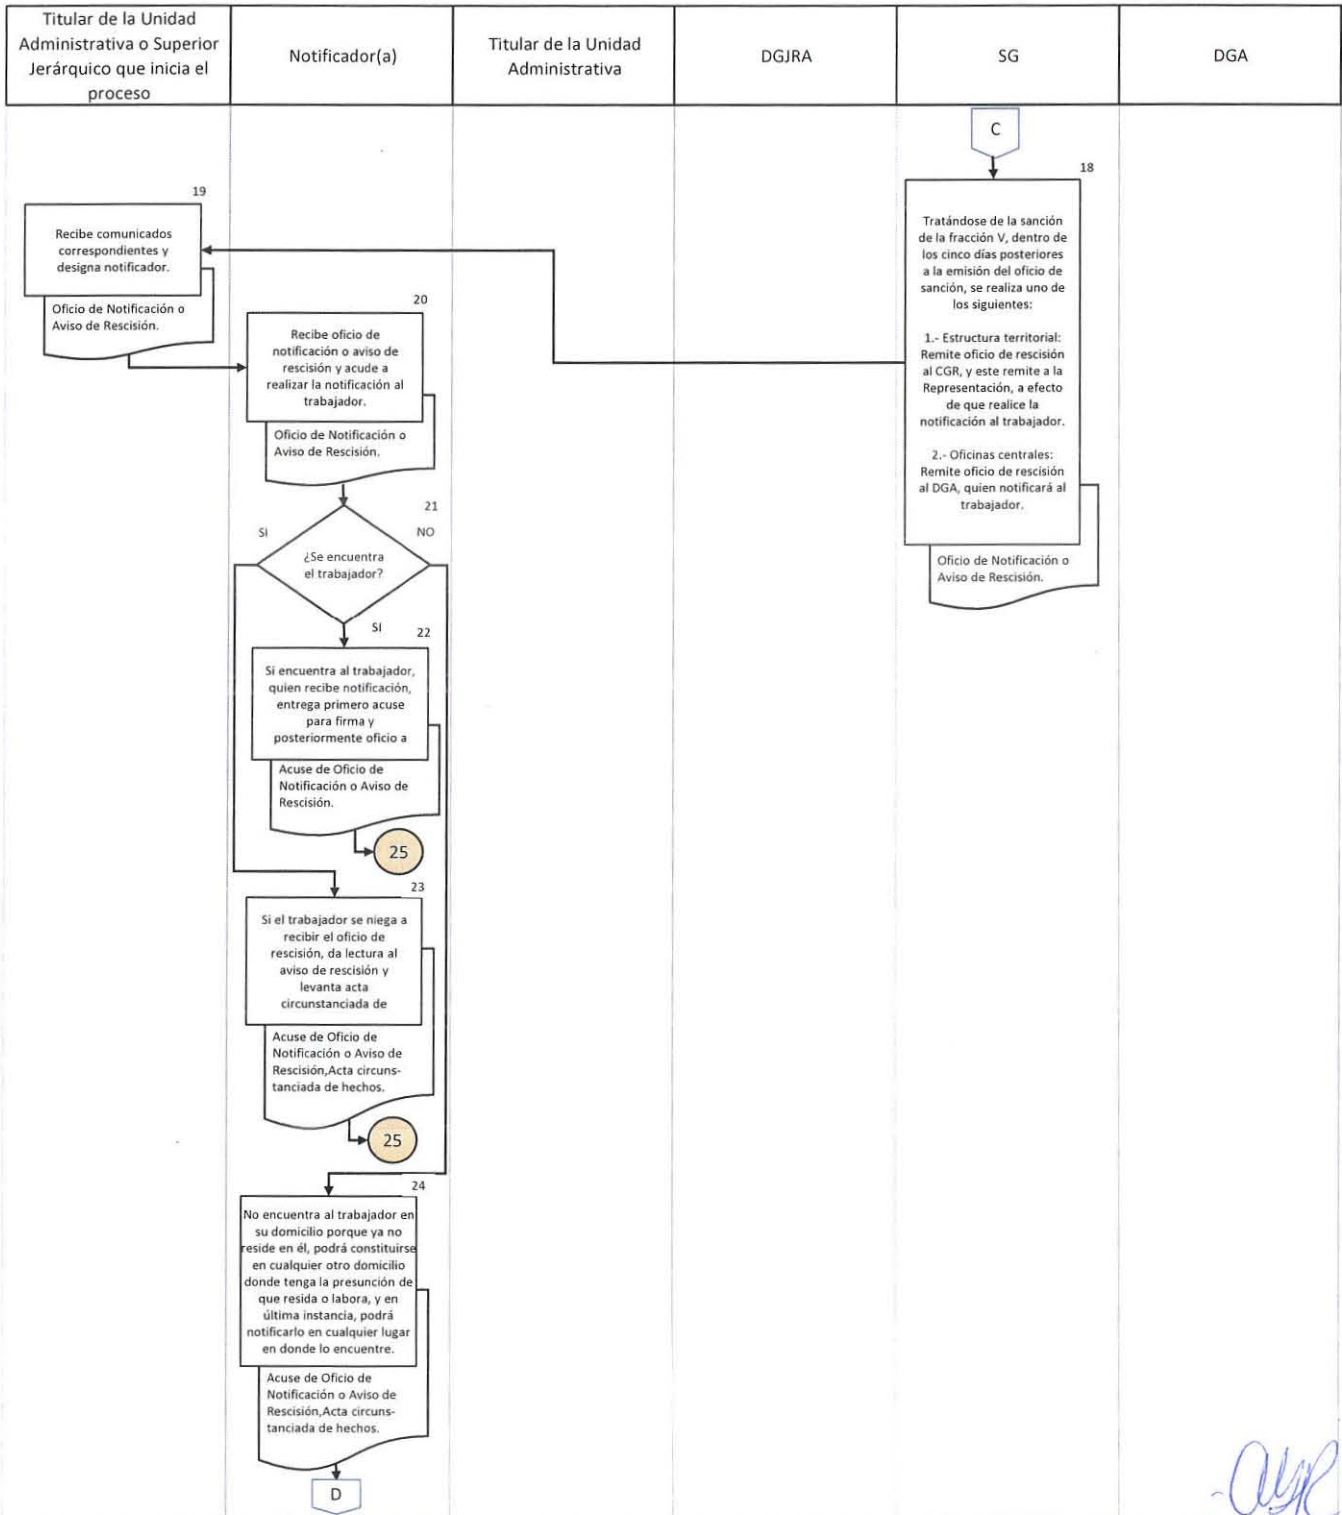 Titular de la Unidad
Administrativa o Superior
Jerárquico que inicia el
proceso
Notificador(a)
Titular de la Unidad
Administrativa
DGJRA
SG
DGA
C
18
Tratándose de la sanción
de la fracción V, dentro de
los cinco días posteriores
a la emisión del oficio de
sanción, se realiza uno de
los siguientes:
1.- Estructura territorial:
Remite oficio de rescisión
al CGR, y este remite a la
Representación, a efecto
de que realice la
notificación al trabajador.
2.- Oficinas centrales:
Remite oficio de rescisión
al DGA, quien notificará al
trabajador.
Oficio de Notificación o
Aviso de Rescisión.
19
Recibe comunicados
correspondientes y
designa notificador.
Oficio de Notificación o
Aviso de Rescisión.
20
Recibe oficio de
notificación o aviso de
rescisión y acude a
realizar la notificación al
trabajador.
Oficio de Notificación o
Aviso de Rescisión.
21
SI
NO
¿Se encuentra
el trabajador?
SI
22
Si encuentra al trabajador,
quien recibe notificación,
entrega primero acuse
para firma y
posteriormente oficio a
Acuse de Oficio de
Notificación o Aviso de
Rescisión.
25
23
Si el trabajador se niega a
recibir el oficio de
rescisión, da lectura al
aviso de rescisión y
levanta acta
circunstanciada de
Acuse de Oficio de
Notificación o Aviso de
Rescisión,Acta circuns-
tanciada de hechos.
25
24
No encuentra al trabajador en
su domicilio porque ya no
reside en él, podrá constituirse
en cualquier otro domicilio
donde tenga la presunción de
que resida o labora, y en
última instancia, podrá
notificarlo en cualquier lugar
en donde lo encuentre.
Acuse de Oficio de
Notificación o Aviso de
Rescisión,Acta circuns-
tanciada de hechos.
D